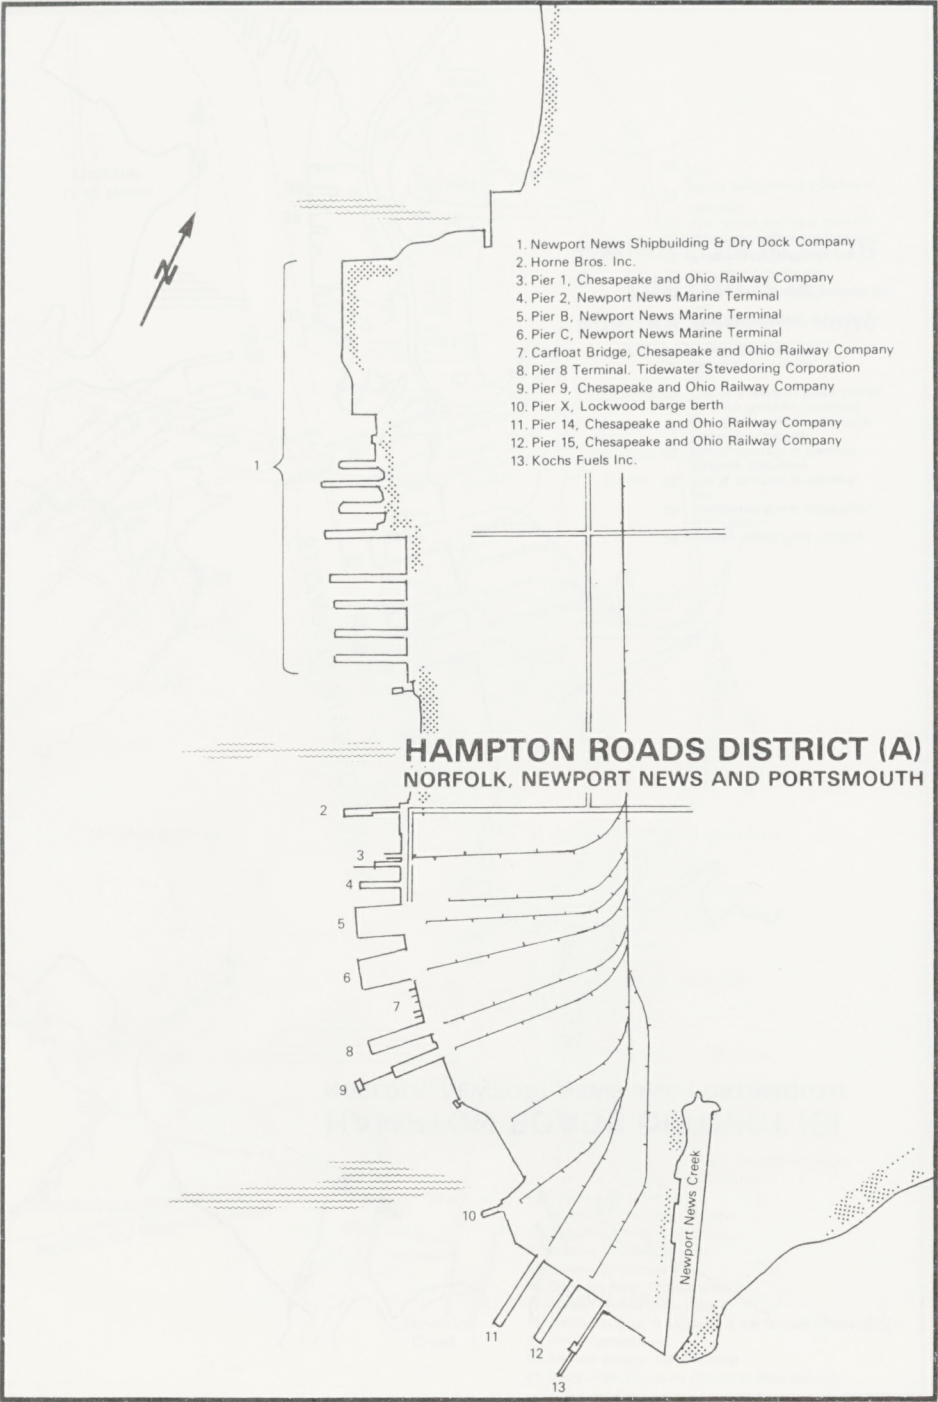 N
1. Newport News Shipbuilding & Dry Dock Company
2. Horne Bros. Inc.
3. Pier 1, Chesapeake and Ohio Railway Company
4. Pier 2, Newport News Marine Terminal
5. Pier B, Newport News Marine Terminal
6. Pier C, Newport News Marine Terminal
7. Carfloat Bridge, Chesapeake and Ohio Railway Company
8. Pier 8 Terminal. Tidewater Stevedoring Corporation
9. Pier 9, Chesapeake and Ohio Railway Company
10. Pier X, Lockwood barge berth
11. Pier 14, Chesapeake and Ohio Railway Company
12. Pier 15, Chesapeake and Ohio Railway Company
13. Kochs Fuels Inc.
1
HAMPTON ROADS DISTRICT (A)
NORFOLK, NEWPORT NEWS AND PORTSMOUTH
2
3
4
5
6
7
8
9
10
Newport News Creek
11
12
13